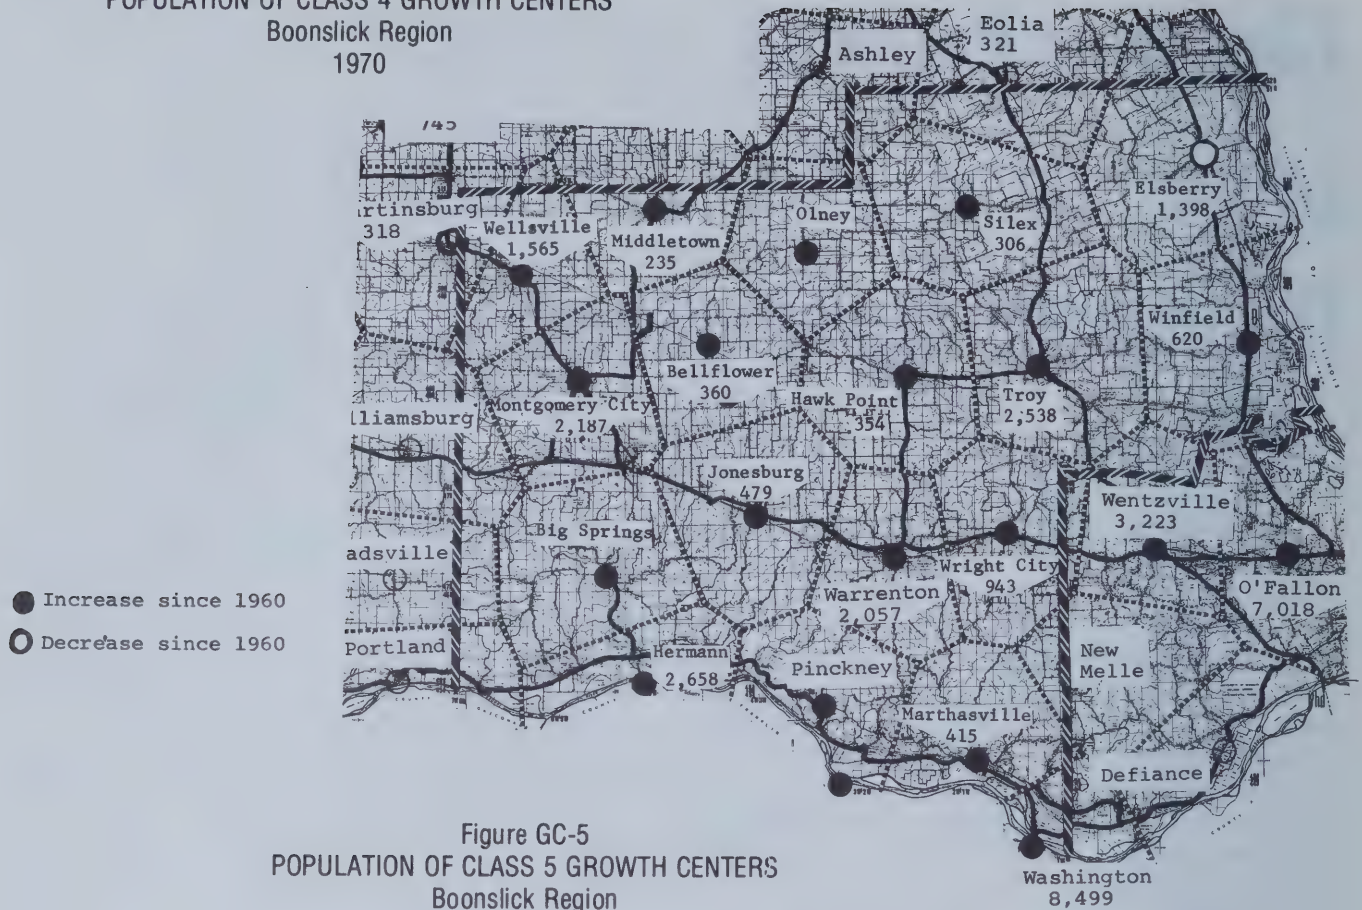 POPULATION OF CLASS 4 GROWTH CENTERS
Boonslick Region
1970
Eolia
321
Ashley
745
rtinsburg
318
Wellsville
1,565
Middletown
235
Olney
Silex
306
Elsberry
1,398
Winfield
620
Bellflower
360
Hawk Point
354
Troy
2,538
lliamsburg
Montgomery City
2,187
Jonesburg
479
Wentzville
3,223
Big Springs
adsville
Wright City
943
Warrenton
2,057
O'Fallon
7,018
Increase since 1960
Decrease since 1960
Portland
Hermann
2,658
Pinckney
New
Melle
Marthasville
415
Defiance
Washington
8,499
Figure GC-5
POPULATION OF CLASS 5 GROWTH CENTERS
Boonslick Region